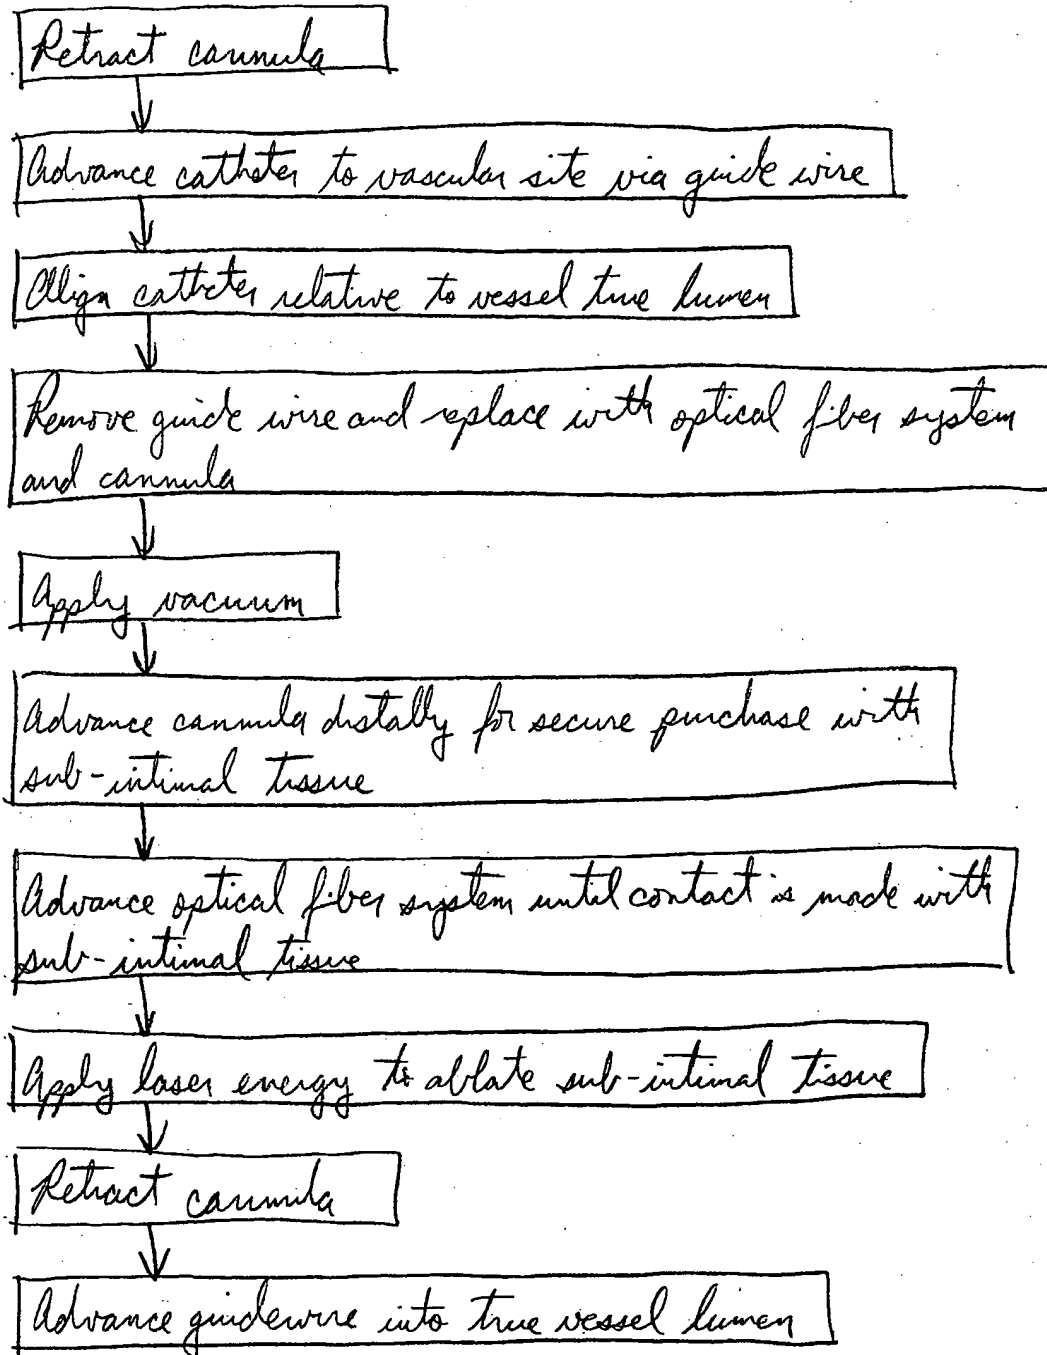 Retract cannula
Advance catheter to vascular site via guide wire
Align catheter relative to vessel true lumen
Remove guide wire and replace with optical fiber system
and cannula
Apply vacuum
Advance cannula distally for secure purchase with
sub-intimal tissue
Advance optical fiber system until contact is made with
sub-intimal tissue
Apply laser energy to ablate sub-intimal tissue
Retract cannula
Advance guidewire into true vessel lumen